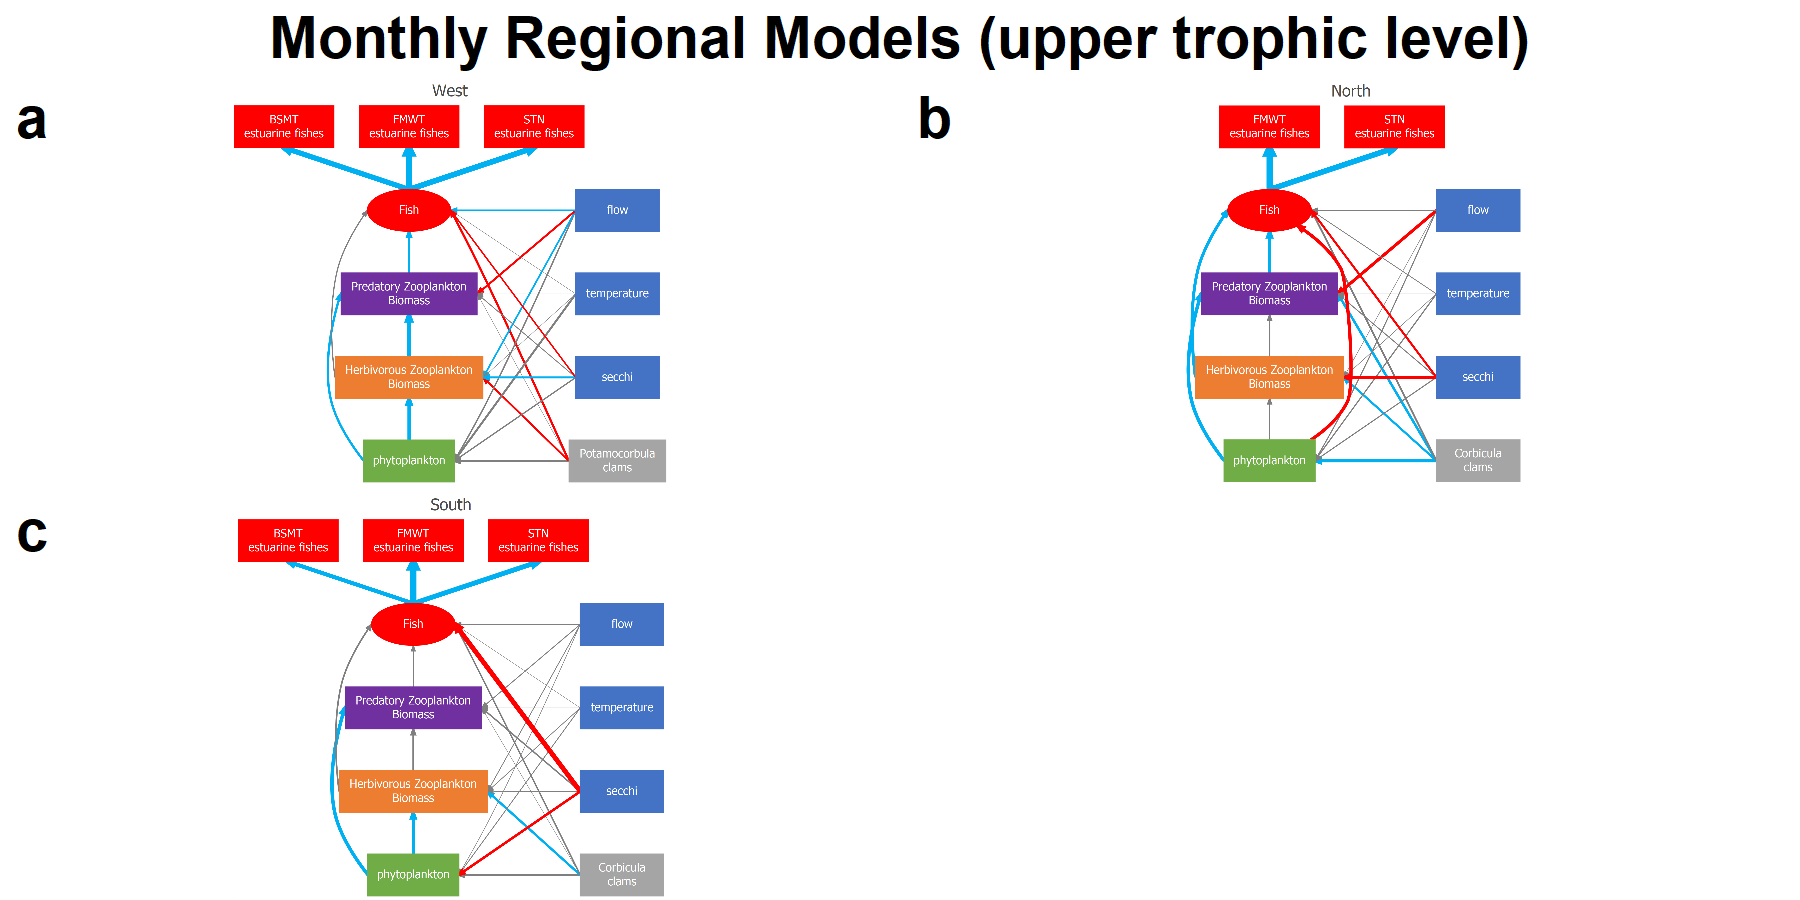 Monthly Regional Models (upper trophic level)
a
West
BSMT
estuarine fishes
FMWT
estuarine fishes
STN
estuarine fishes
Fish
flow
Predatory Zooplankton
Biomass
temperature
Herbivorous Zooplankton
Biomass
secchi
phytoplankton
Potamocorbula
clams
b
North
FMWT
estuarine fishes
STN
estuarine fishes
Fish
flow
Predatory Zooplankton
Biomass
temperature
Herbivorous Zooplankton
Biomass
secchi
phytoplankton
Corbicula
clams
c
South
BSMT
estuarine fishes
FMWT
estuarine fishes
STN
estuarine fishes
Fish
flow
Predatory Zooplankton
Biomass
temperature
Herbivorous Zooplankton
Biomass
secchi
phytoplankton
Corbicula
clams